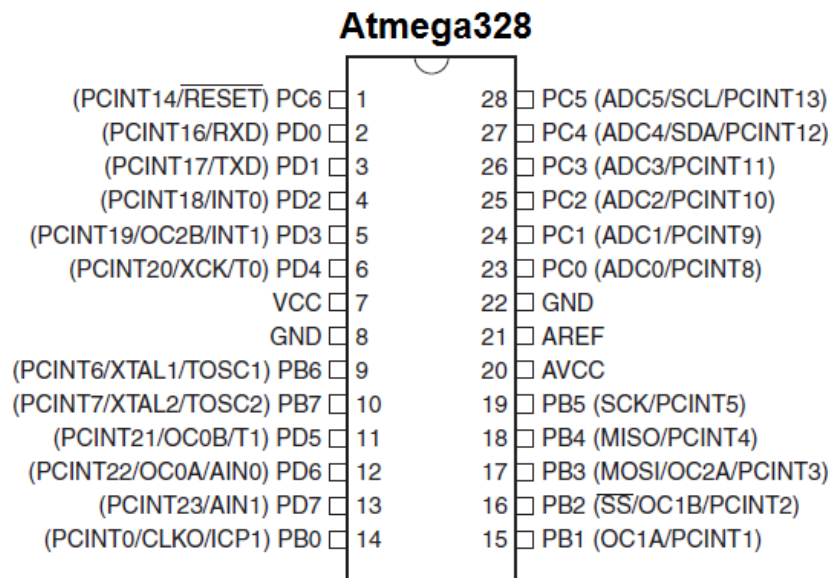 Atmega328
(PCINT14/RESET) PC6 1 28 PC5 (ADC5/SCL/PCINT13)
(PCINT16/RXD) PD0 2 27 PC4 (ADC4/SDA/PCINT12)
(PCINT17/TXD) PD1 3 26 PC3 (ADC3/PCINT11)
(PCINT18/INT0) PD2 4 25 PC2 (ADC2/PCINT10)
(PCINT19/OC2B/INT1) PD3 5 24 PC1 (ADC1/PCINT9)
(PCINT20/XCK/T0) PD4 6 23 PC0 (ADC0/PCINT8)
VCC 7 22 GND
GND 8 21 AREF
(PCINT6/XTAL1/TOSC1) PB6 9 20 AVCC
(PCINT7/XTAL2/TOSC2) PB7 10 19 PB5 (SCK/PCINT5)
(PCINT21/OC0B/T1) PD5 11 18 PB4 (MISO/PCINT4)
(PCINT22/OC0A/AIN0) PD6 12 17 PB3 (MOSI/OC2A/PCINT3)
(PCINT23/AIN1) PD7 13 16 PB2 (SS/OC1B/PCINT2)
(PCINT0/CLKO/ICP1) PB0 14 15 PB1 (OC1A/PCINT1)